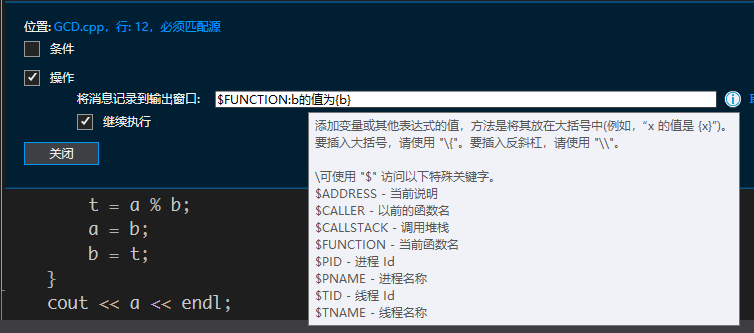 位置: GCD.cpp，行: 12，必须匹配源
条件
操作
将消息记录到输出窗口: $FUNCTION:b的值为{b}
继续执行
关闭
添加变量或其他表达式的值，方法是将其放在大括号中(例如，“x 的值是 {x}”)。
要插入大括号，请使用 "\{"。要插入反斜杠，请使用 "\\"。
\可使用 "$" 访问以下特殊关键字。
$ADDRESS - 当前说明
$CALLER - 以前的函数名
$CALLSTACK - 调用堆栈
$FUNCTION - 当前函数名
$PID - 进程 Id
$PNAME - 进程名称
$TID - 线程 Id
$TNAME - 线程名称
t = a % b;
a = b;
b = t;
}
cout << a << endl;